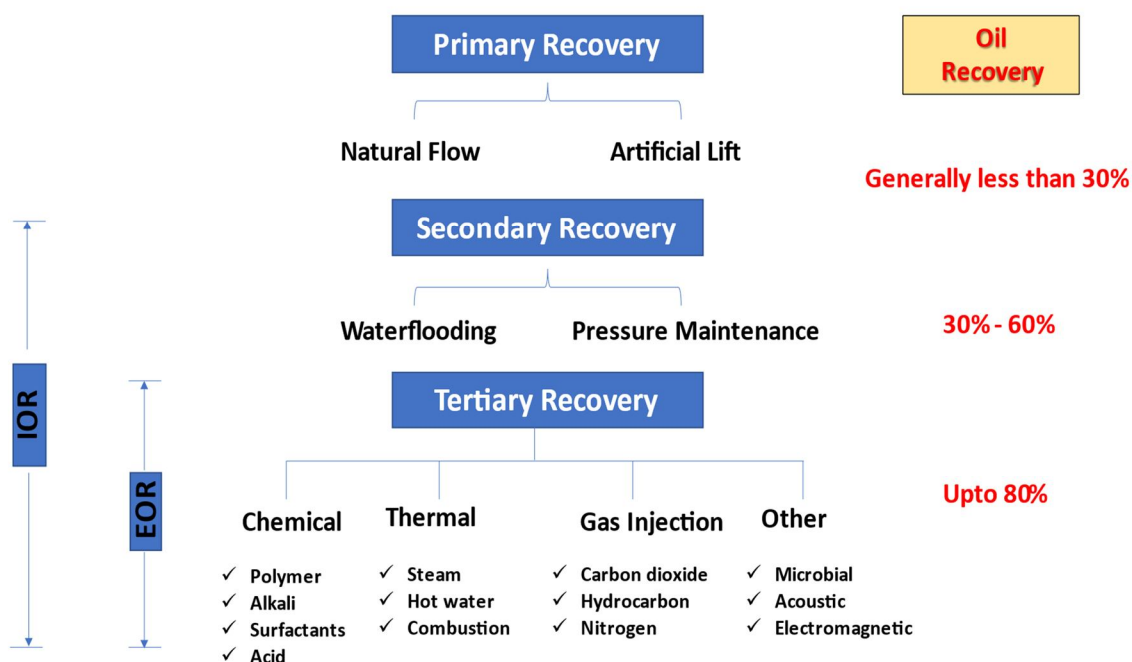 Primary Recovery
Oil
Recovery
Natural Flow
Artificial Lift
Generally less than 30%
Secondary Recovery
Waterflooding
Pressure Maintenance
30% - 60%
IOR
Tertiary Recovery
EOR
Upto 80%
Chemical
Thermal
Gas Injection
Other
✓ Polymer
✓ Alkali
✓ Surfactants
✓ Acid
✓ Steam
✓ Hot water
✓ Combustion
✓ Carbon dioxide
✓ Hydrocarbon
✓ Nitrogen
✓ Microbial
✓ Acoustic
✓ Electromagnetic